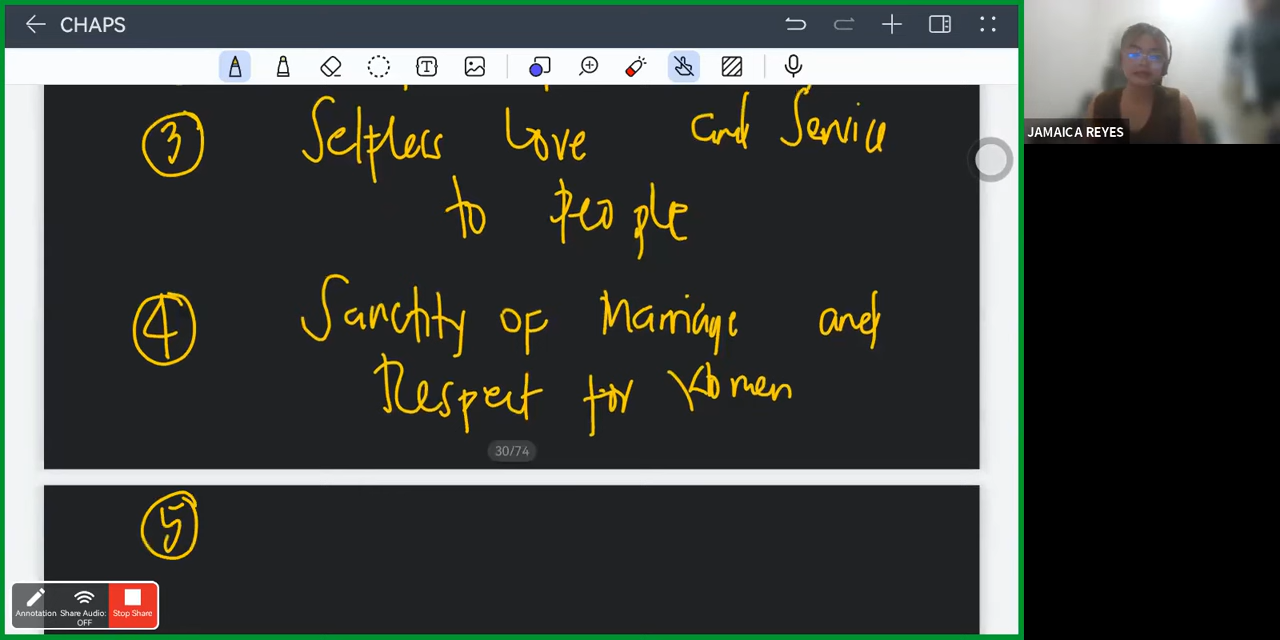 CHAPS
JAMAICA REYES
3 Selfless Love and Service
to People
4 Sanctity of Marriage and
Respect for Women
30/74
5
Annotation Share Audio: OFF Stop Share